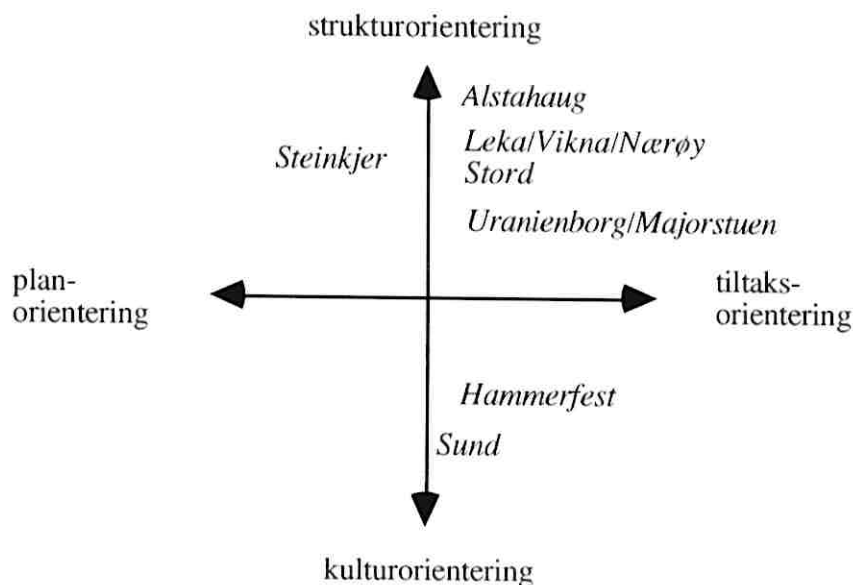 strukturorientering
Alstahaug
Steinkjer
Leka/Vikna/Nærøy
Stord
Uranienborg/Majorstuen
plan-
orientering
tiltaks-
orientering
Hammerfest
Sund
kulturorientering